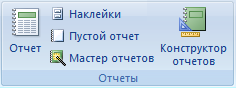 Наклейки
Пустой отчет
Отчет
Мастер отчетов
Конструктор
отчетов
Отчеты